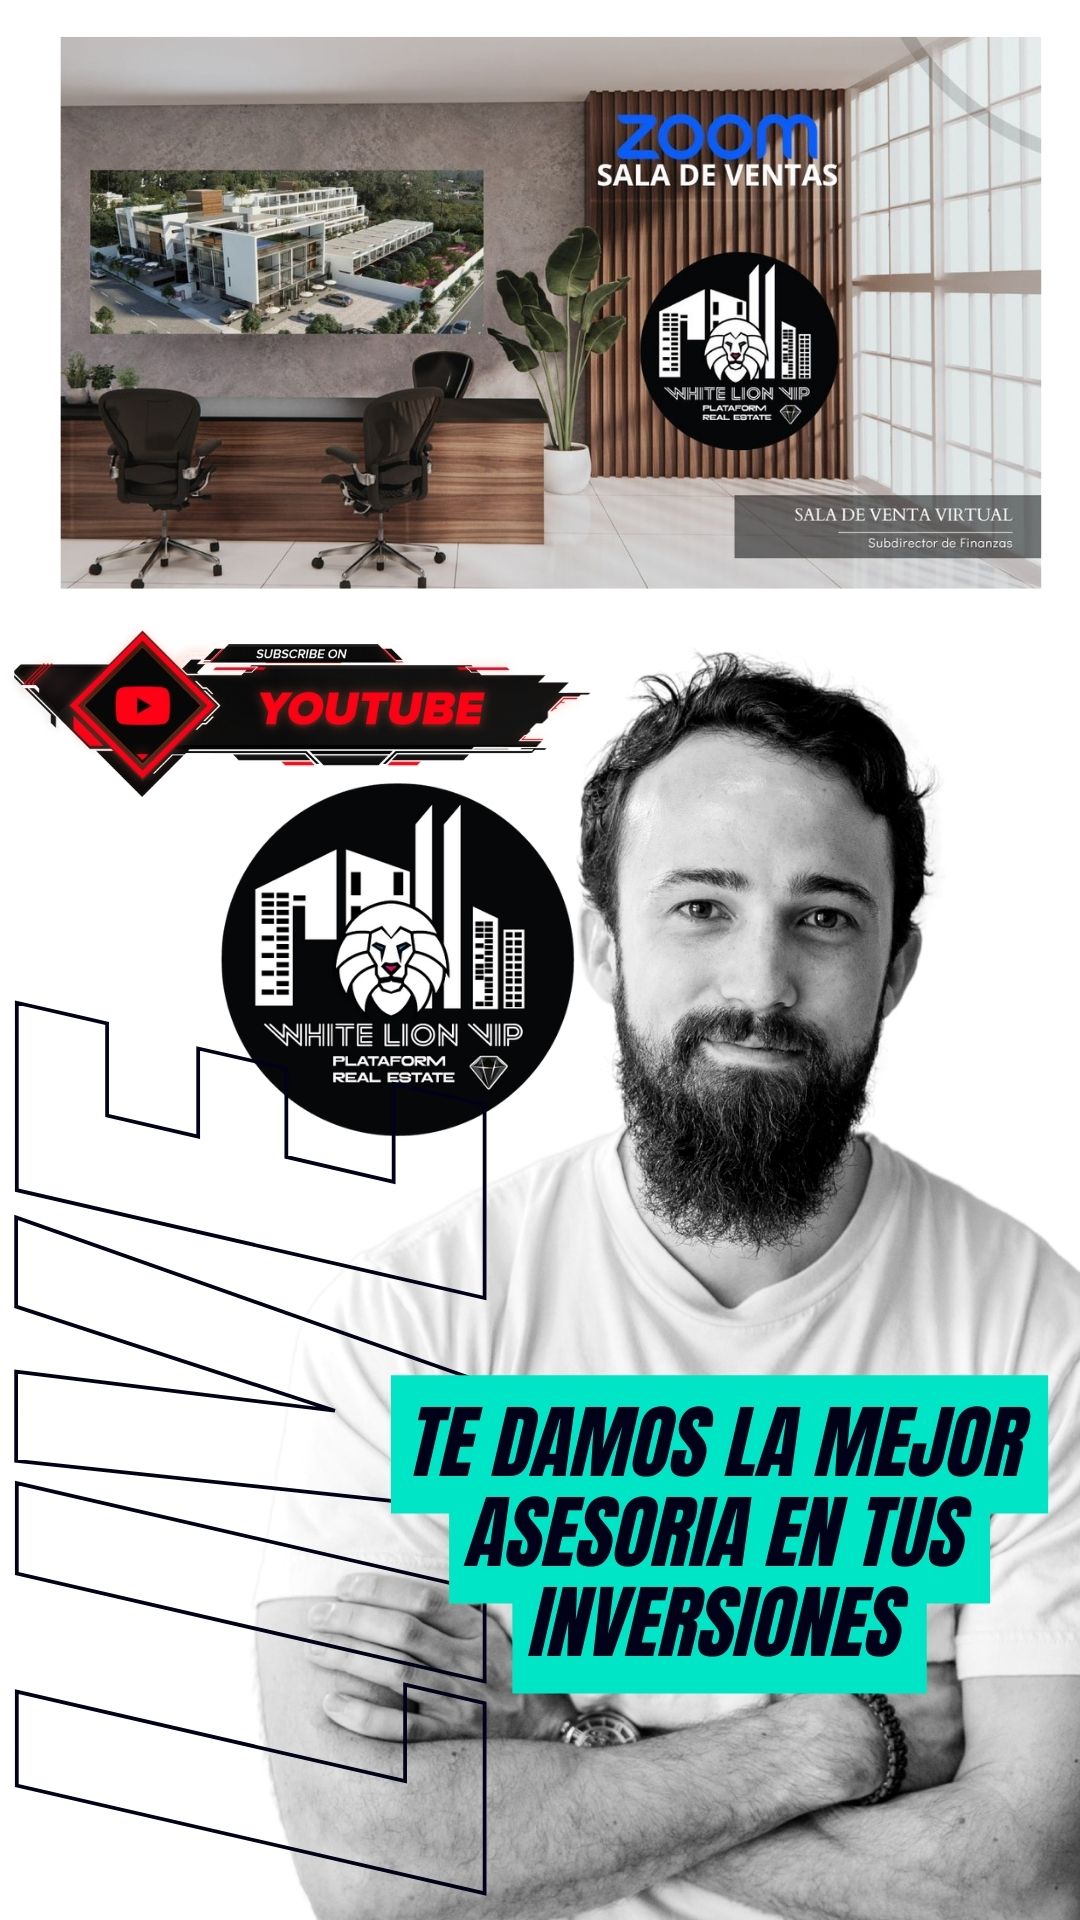 zoom
SALA DE VENTAS
WHITE LION VIP
PLATAFORM
REAL ESTATE
SALA DE VENTA VIRTUAL
Subdirector de Finanzas
SUBSCRIBE ON
YOUTUBE
WHITE LION VIP
PLATAFORM
REAL ESTATE
LIVE
TE DAMOS LA MEJOR
ASESORIA EN TUS
INVERSIONES